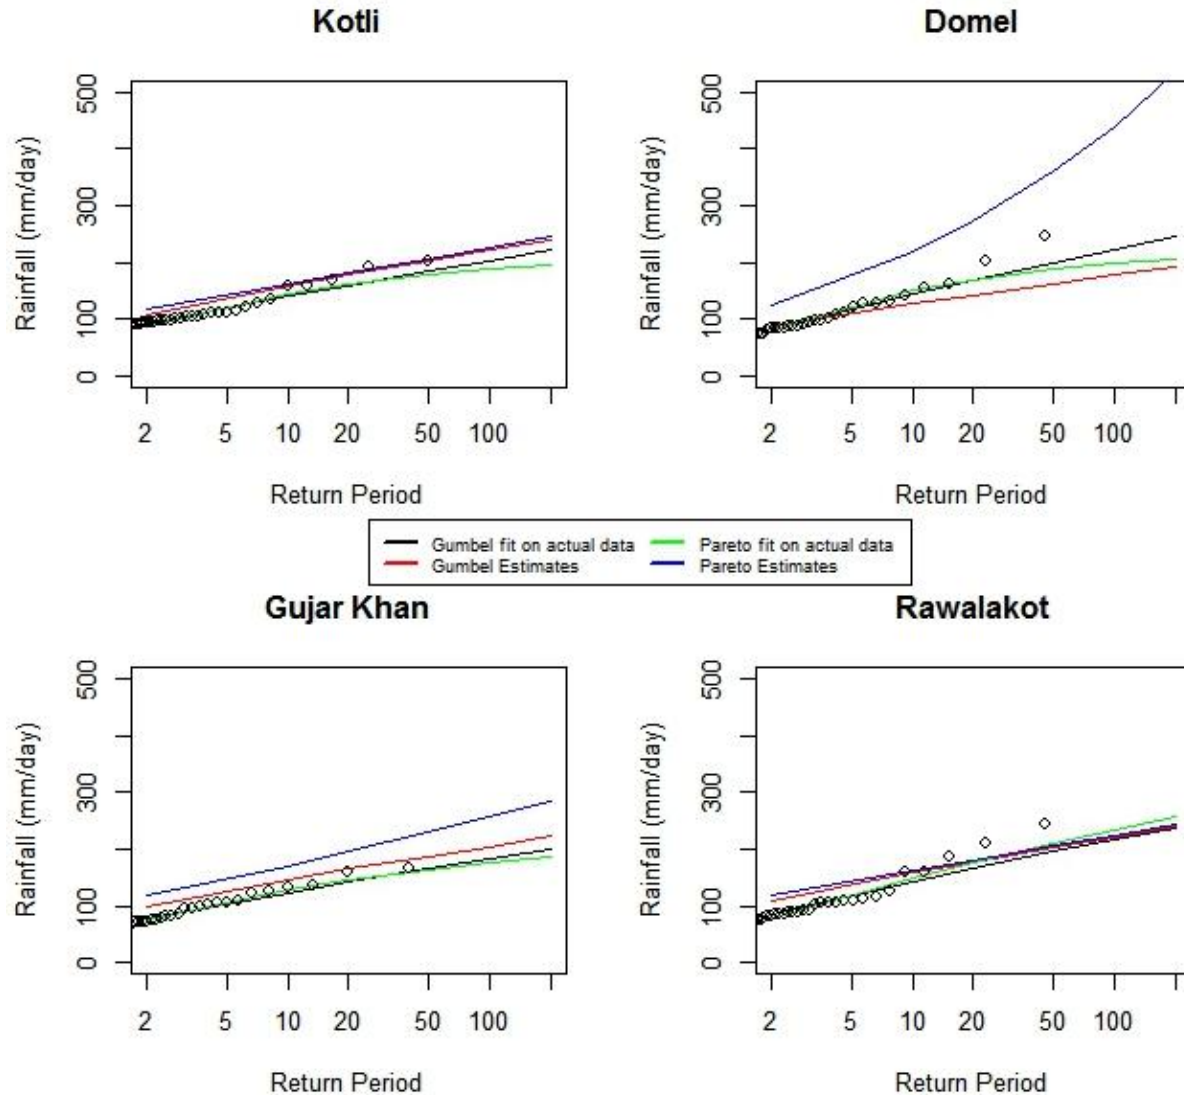 Kotli
Domel
Rainfall (mm/day)
500
300
100
0
2 5 10 20 50 100
Return Period
Rainfall (mm/day)
500
300
100
0
2 5 10 20 50 100
Return Period
Gumbel fit on actual data
Pareto fit on actual data
Gumbel Estimates
Pareto Estimates
Gujar Khan
Rawalakot
Rainfall (mm/day)
500
300
100
0
2 5 10 20 50 100
Return Period
Rainfall (mm/day)
500
300
100
0
2 5 10 20 50 100
Return Period